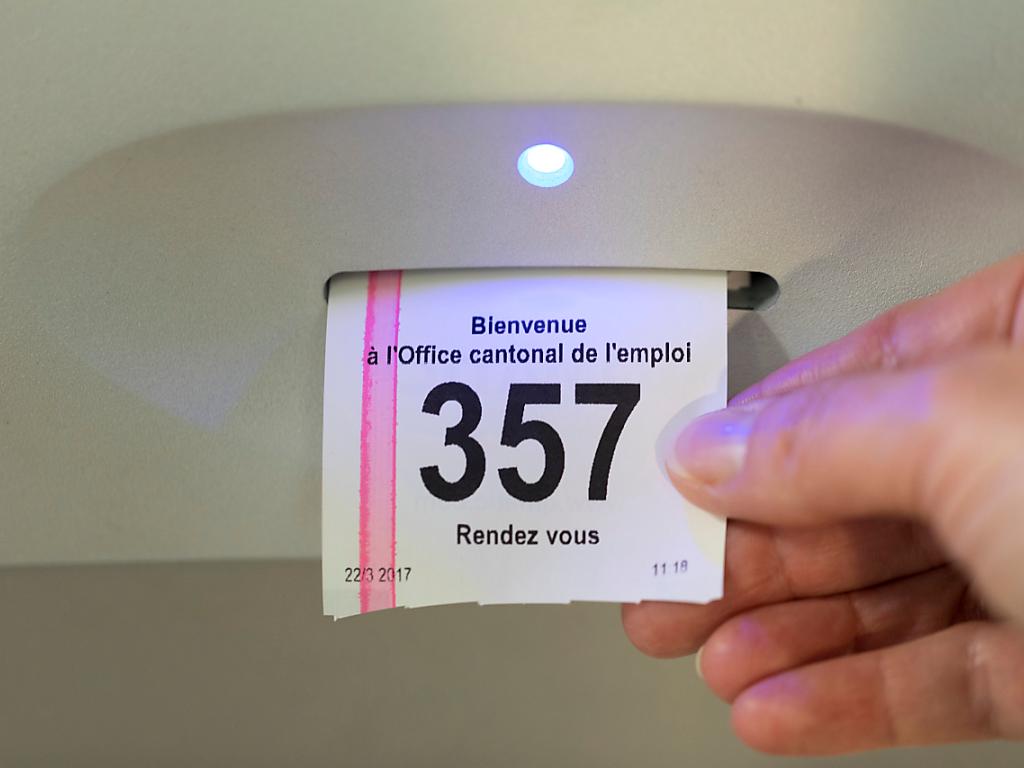 Bienvenue
à l'Office cantonal de l'emploi
357
Rendez vous
22/3 2017 11 18